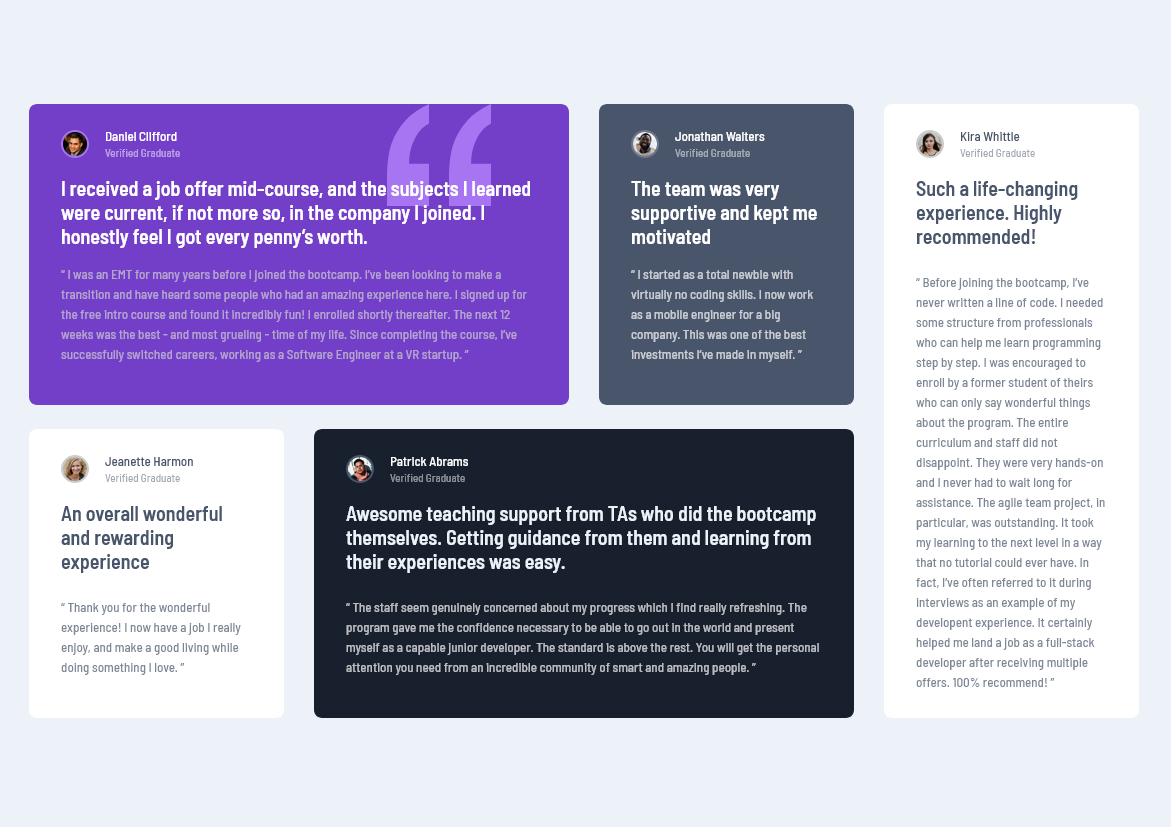 Daniel Clifford
Verified Graduate
I received a job offer mid-course, and the subjects I learned
were current, if not more so, in the company I joined. I
honestly feel I got every penny’s worth.
“ I was an EMT for many years before I joined the bootcamp. I’ve been looking to make a
transition and have heard some people who had an amazing experience here. I signed up for
the free intro course and found it incredibly fun! I enrolled shortly thereafter. The next 12
weeks was the best - and most grueling - time of my life. Since completing the course, I’ve
successfully switched careers, working as a Software Engineer at a VR startup. ”
Jonathan Walters
Verified Graduate
The team was very
supportive and kept me
motivated
“ I started as a total newbie with
virtually no coding skills. I now work
as a mobile engineer for a big
company. This was one of the best
investments I’ve made in myself. ”
Kira Whittle
Verified Graduate
Such a life-changing
experience. Highly
recommended!
“ Before joining the bootcamp, I’ve
never written a line of code. I needed
some structure from professionals
who can help me learn programming
step by step. I was encouraged to
enroll by a former student of theirs
who can only say wonderful things
about the program. The entire
curriculum and staff did not
disappoint. They were very hands-on
and I never had to wait long for
assistance. The agile team project, in
particular, was outstanding. It took
my learning to the next level in a way
that no tutorial could ever have. In
fact, I’ve often referred to it during
interviews as an example of my
developent experience. It certainly
helped me land a job as a full-stack
developer after receiving multiple
offers. 100% recommend! ”
Jeanette Harmon
Verified Graduate
An overall wonderful
and rewarding
experience
“ Thank you for the wonderful
experience! I now have a job I really
enjoy, and make a good living while
doing something I love. ”
Patrick Abrams
Verified Graduate
Awesome teaching support from TAs who did the bootcamp
themselves. Getting guidance from them and learning from
their experiences was easy.
“ The staff seem genuinely concerned about my progress which I find really refreshing. The
program gave me the confidence necessary to be able to go out in the world and present
myself as a capable junior developer. The standard is above the rest. You will get the personal
attention you need from an incredible community of smart and amazing people. ”